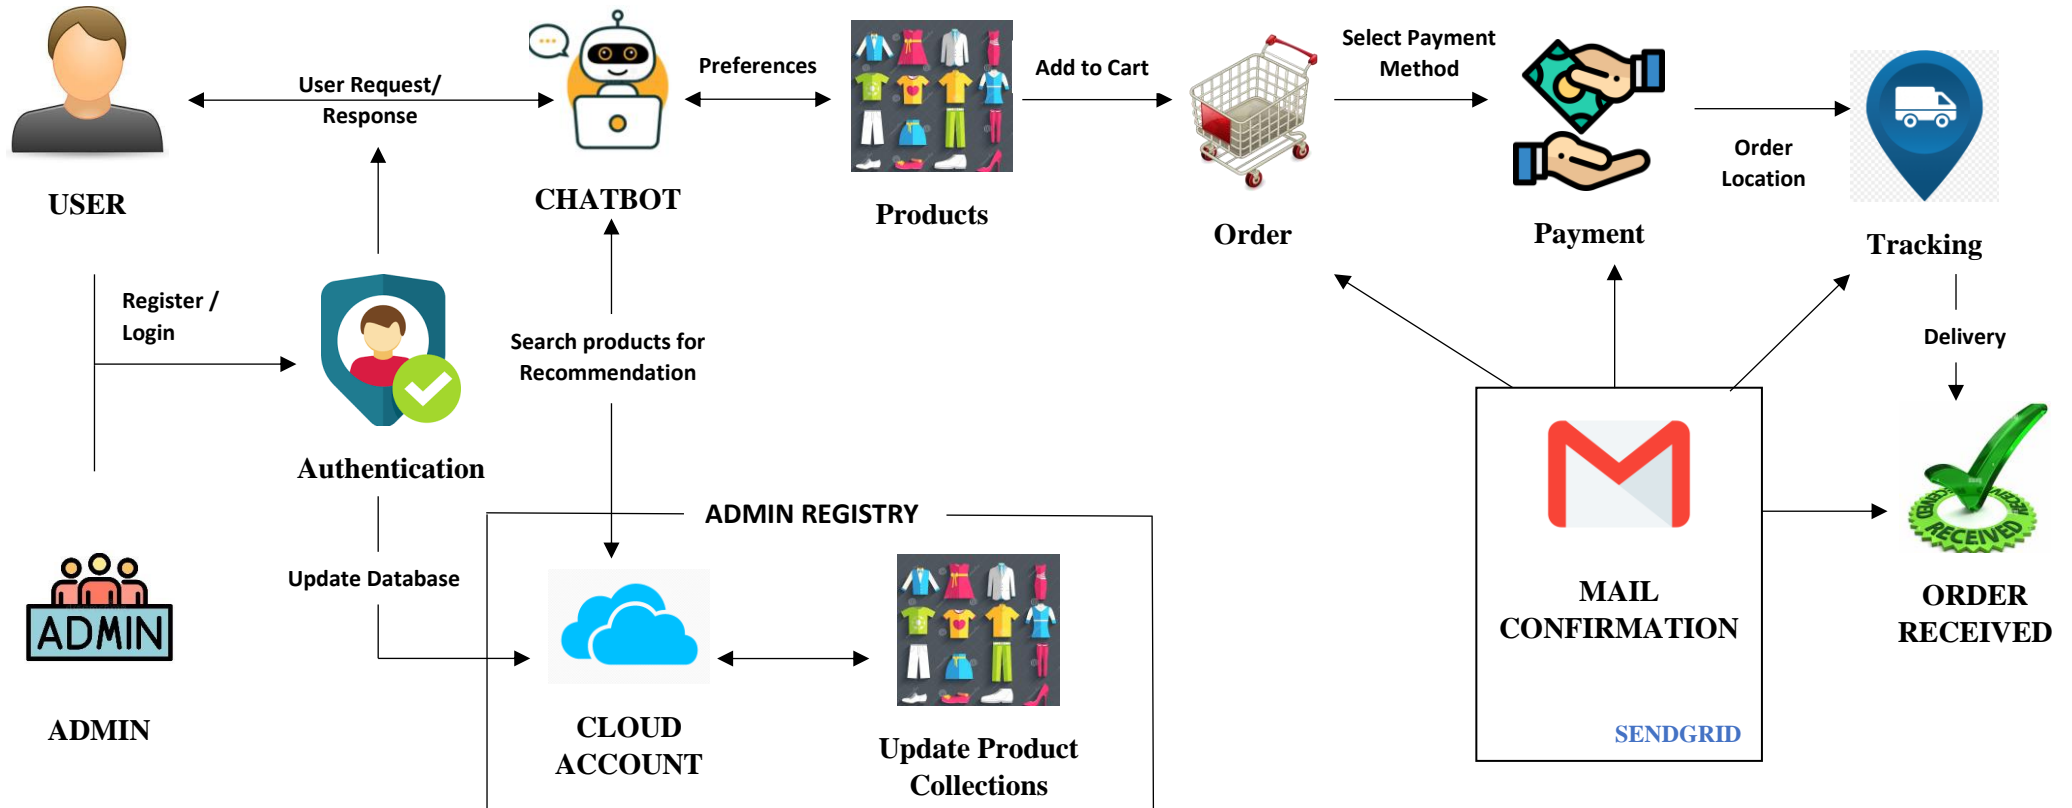 User Request/
Response
Preferences
Add to Cart
Select Payment
Method
Order
Location
USER
CHATBOT
Products
Order
Payment
Tracking
Register /
Login
Search products for
Recommendation
Delivery
Authentication
ADMIN REGISTRY
Update Database
ADMIN
ADMIN
CLOUD
ACCOUNT
Update Product
Collections
MAIL
CONFIRMATION
SENDGRID
RECEIVED
ORDER
RECEIVED